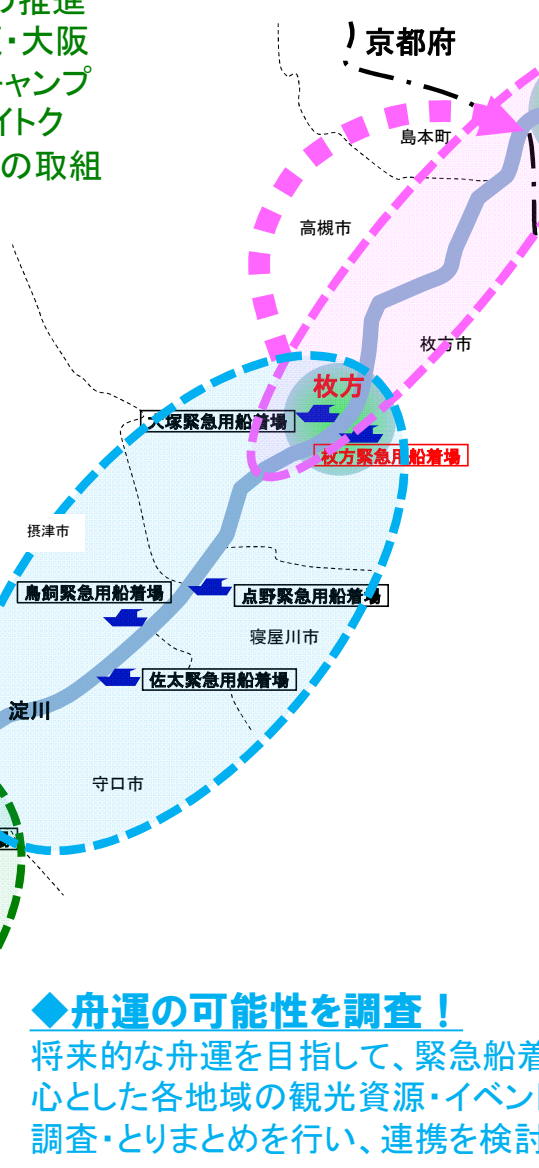 推進
・大阪
キャンプ
イトク
の取組
京都府
島本町
高槻市
枚方市
枚方
大塚緊急用船着場
枚方緊急用船着場
摂津市
鳥飼緊急用船着場
点野緊急用船着場
寝屋川市
佐太緊急用船着場
淀川
守口市
◆舟運の可能性を調査！
将来的な舟運を目指して、緊急船着
心とした各地域の観光資源・イベント
調査・とりまとめを行い、連携を検討